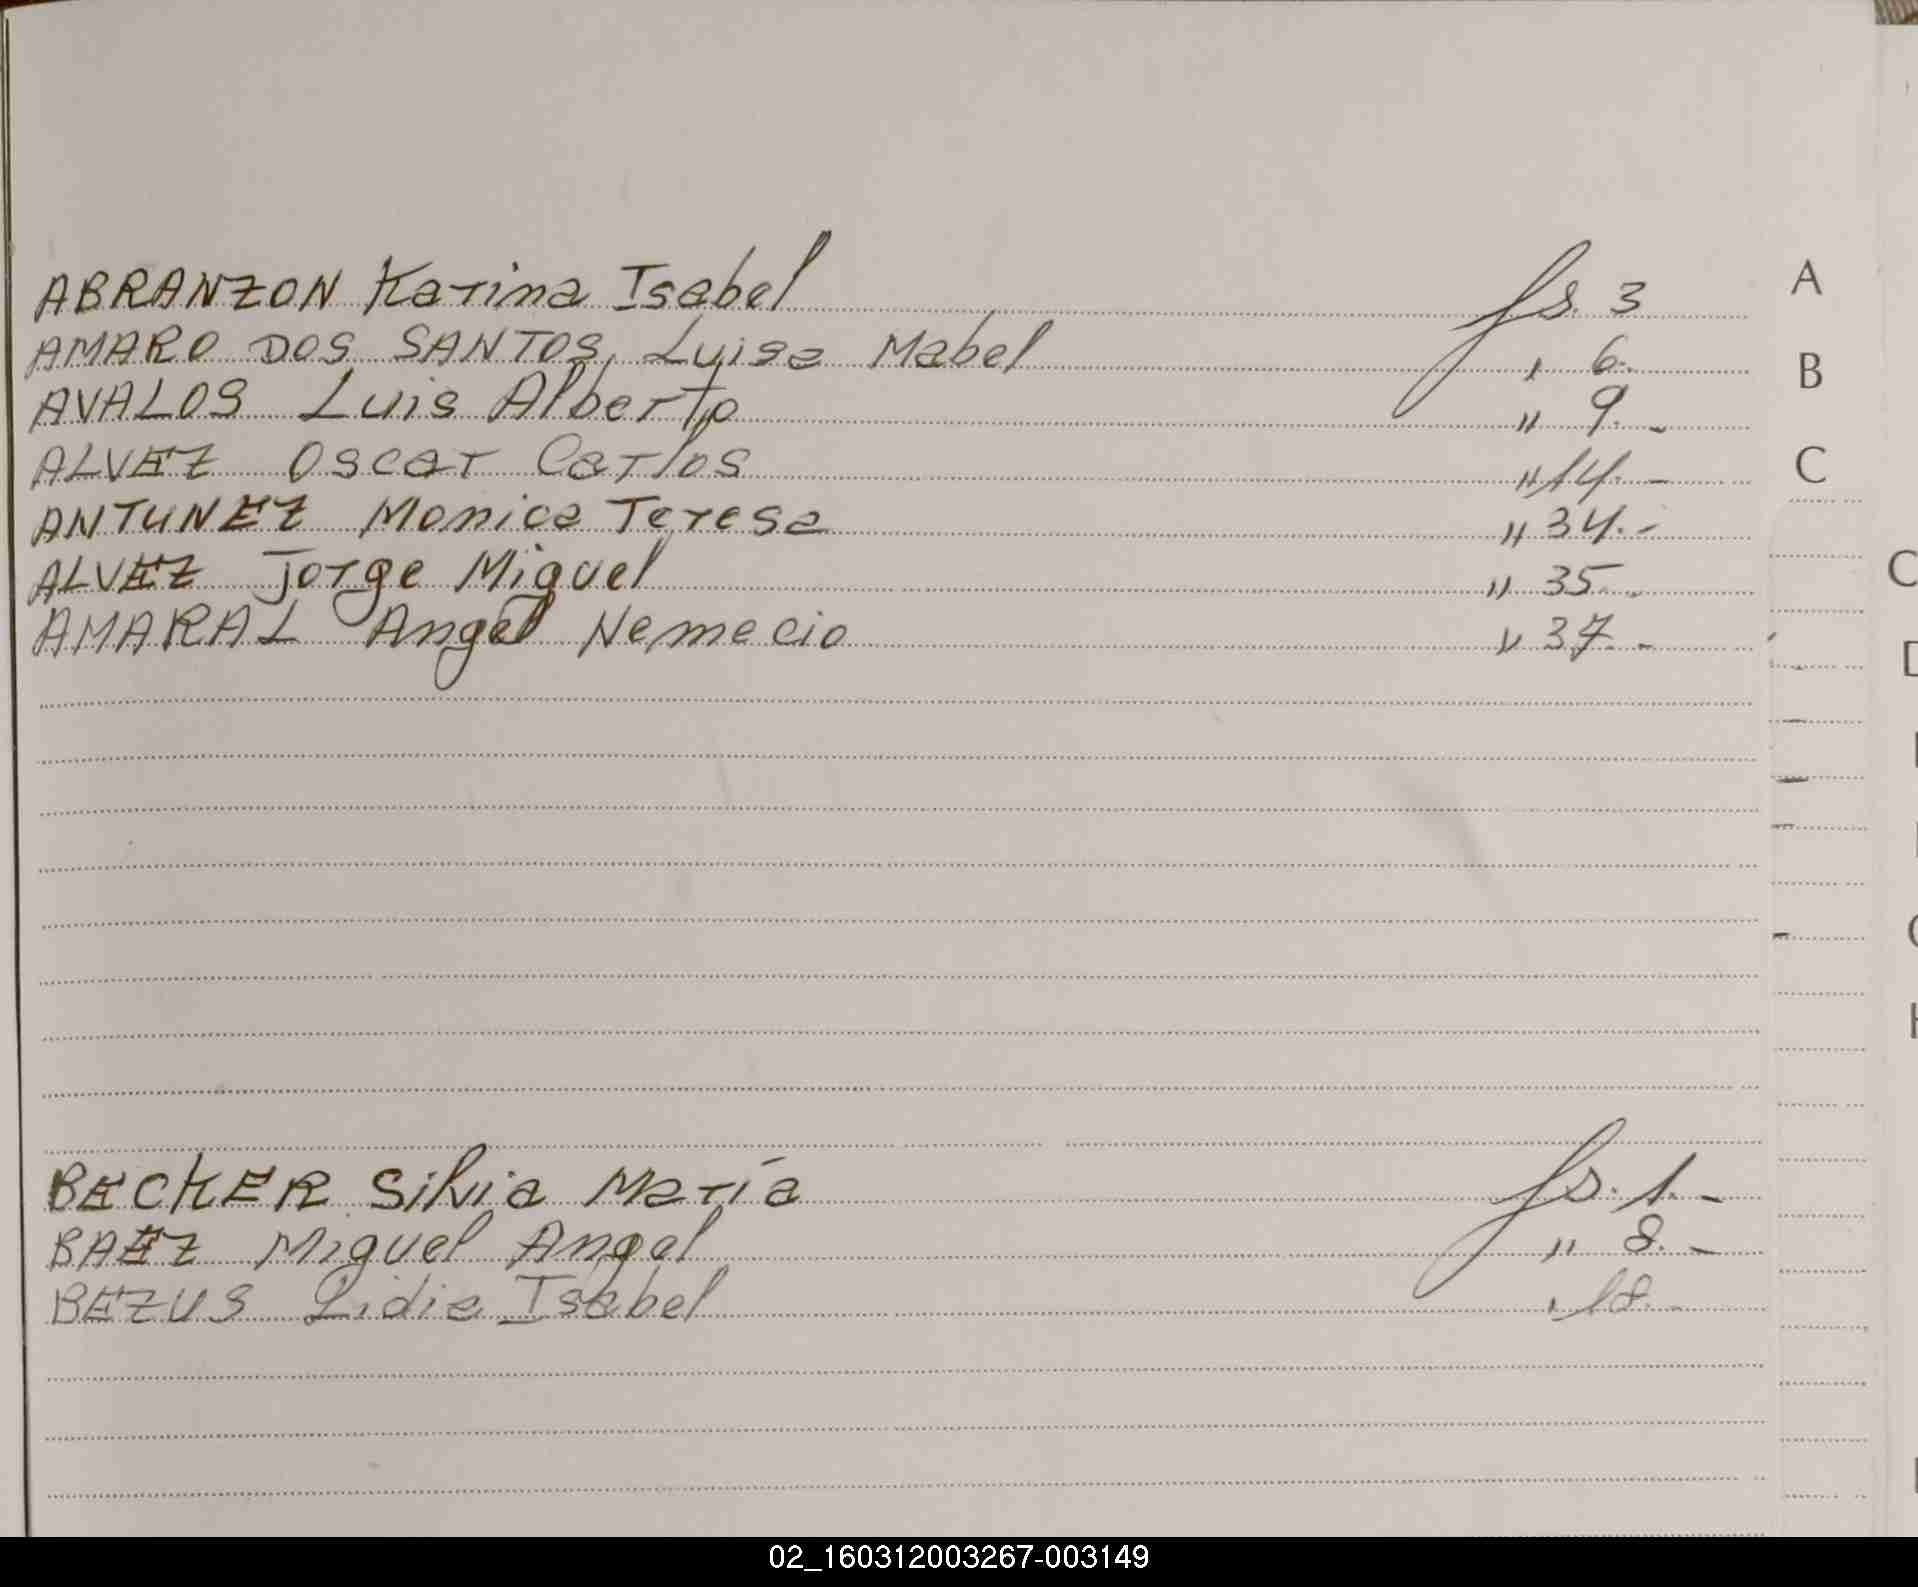 ABRANZON Karina Isabel fs. 3
A
AMARO DOS SANTOS, Luisa Mabel " 6.
B
AVALOS Luis Alberto " 9. -
ALVEZ Oscar Carlos " 14. -
C
ANTUNEZ Monica Teresa " 34. -
ALVEZ Jorge Miguel " 35.
AMARAL Angel Nemecio " 37. -
BECKER Silvia María fs. 1. -
BAEZ Miguel Angel " 8. -
BEZUS Lidia Isabel "
02_160312003267-003149